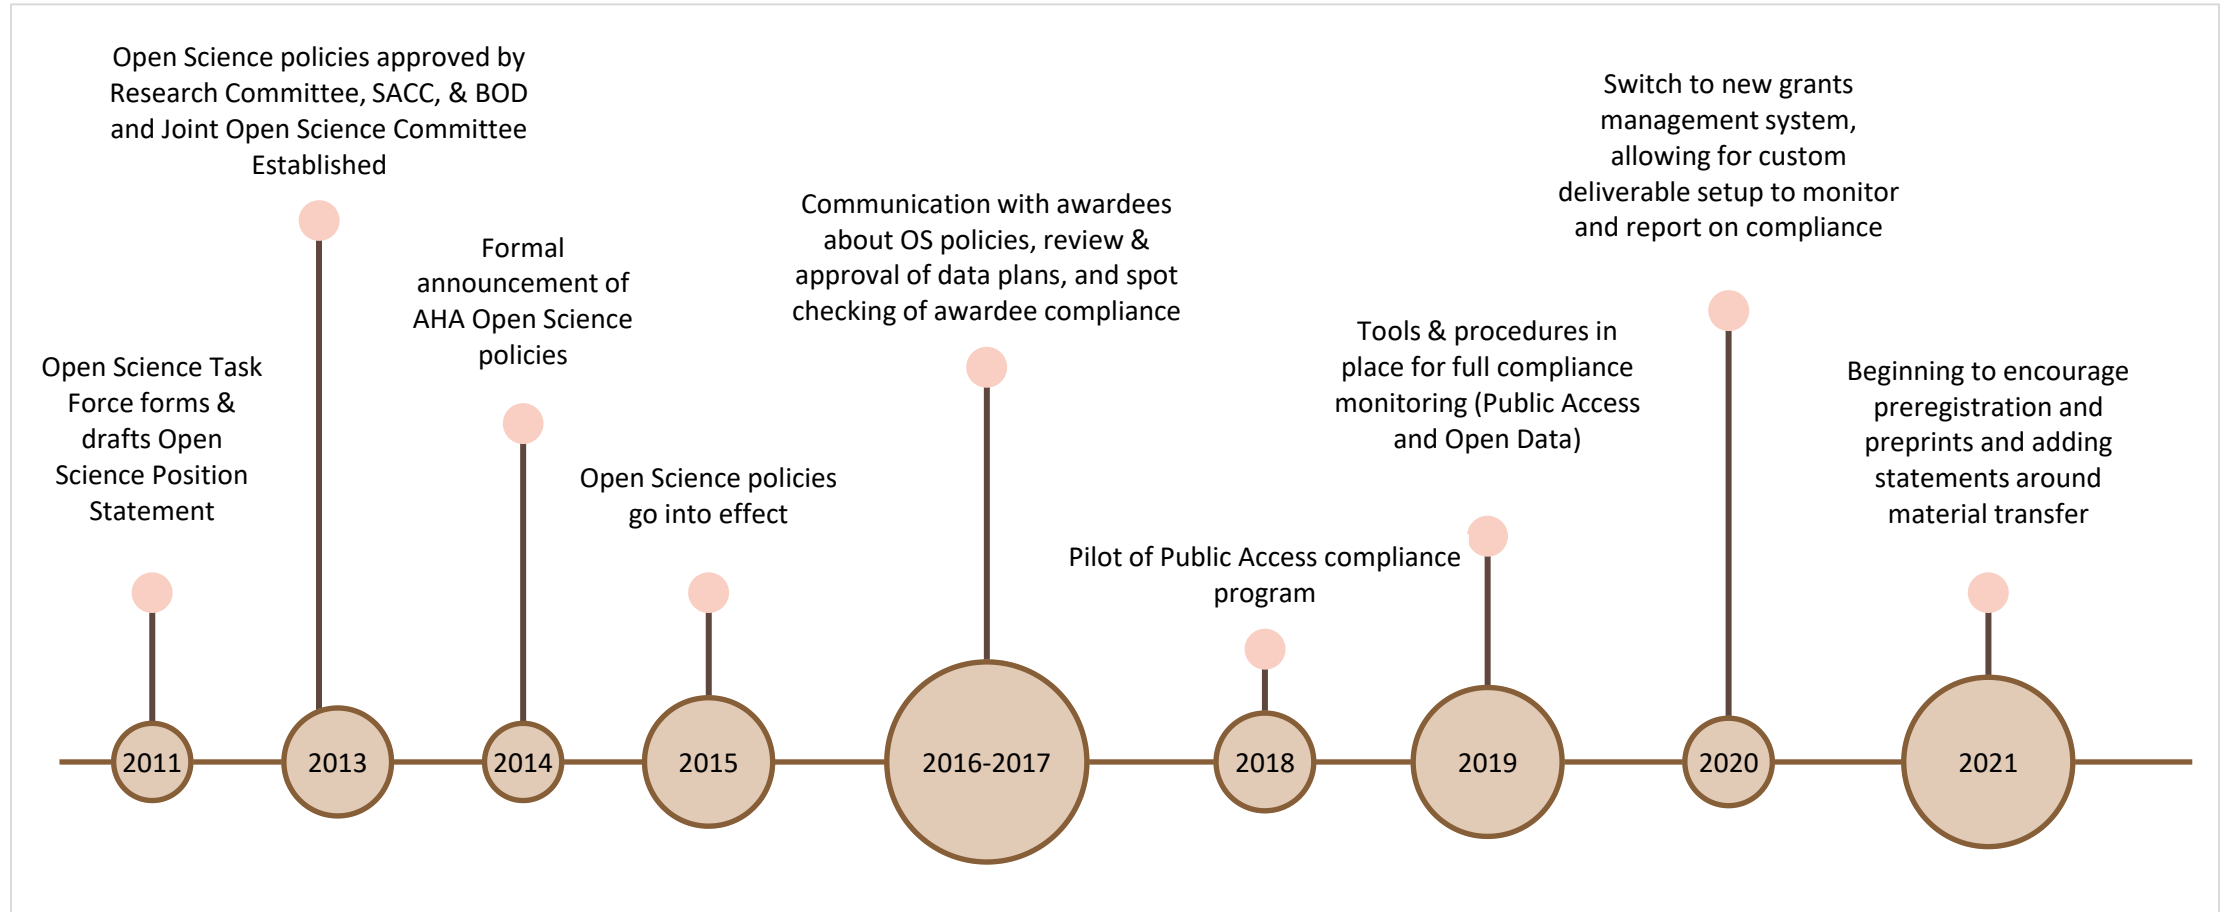 Open Science policies approved by
Research Committee, SACC, & BOD
and Joint Open Science Committee
Established
Switch to new grants
management system,
allowing for custom
deliverable setup to monitor
and report on compliance
Communication with awardees
about OS policies, review &
approval of data plans, and spot
checking of awardee compliance
Formal
announcement of
AHA Open Science
policies
Tools & procedures in
place for full compliance
monitoring (Public Access
and Open Data)
Open Science Task
Force forms &
drafts Open
Science Position
Statement
Beginning to encourage
preregistration and
preprints and adding
statements around
material transfer
Open Science policies
go into effect
Pilot of Public Access compliance
program
2011
2013
2014
2015
2016-2017
2018
2019
2020
2021